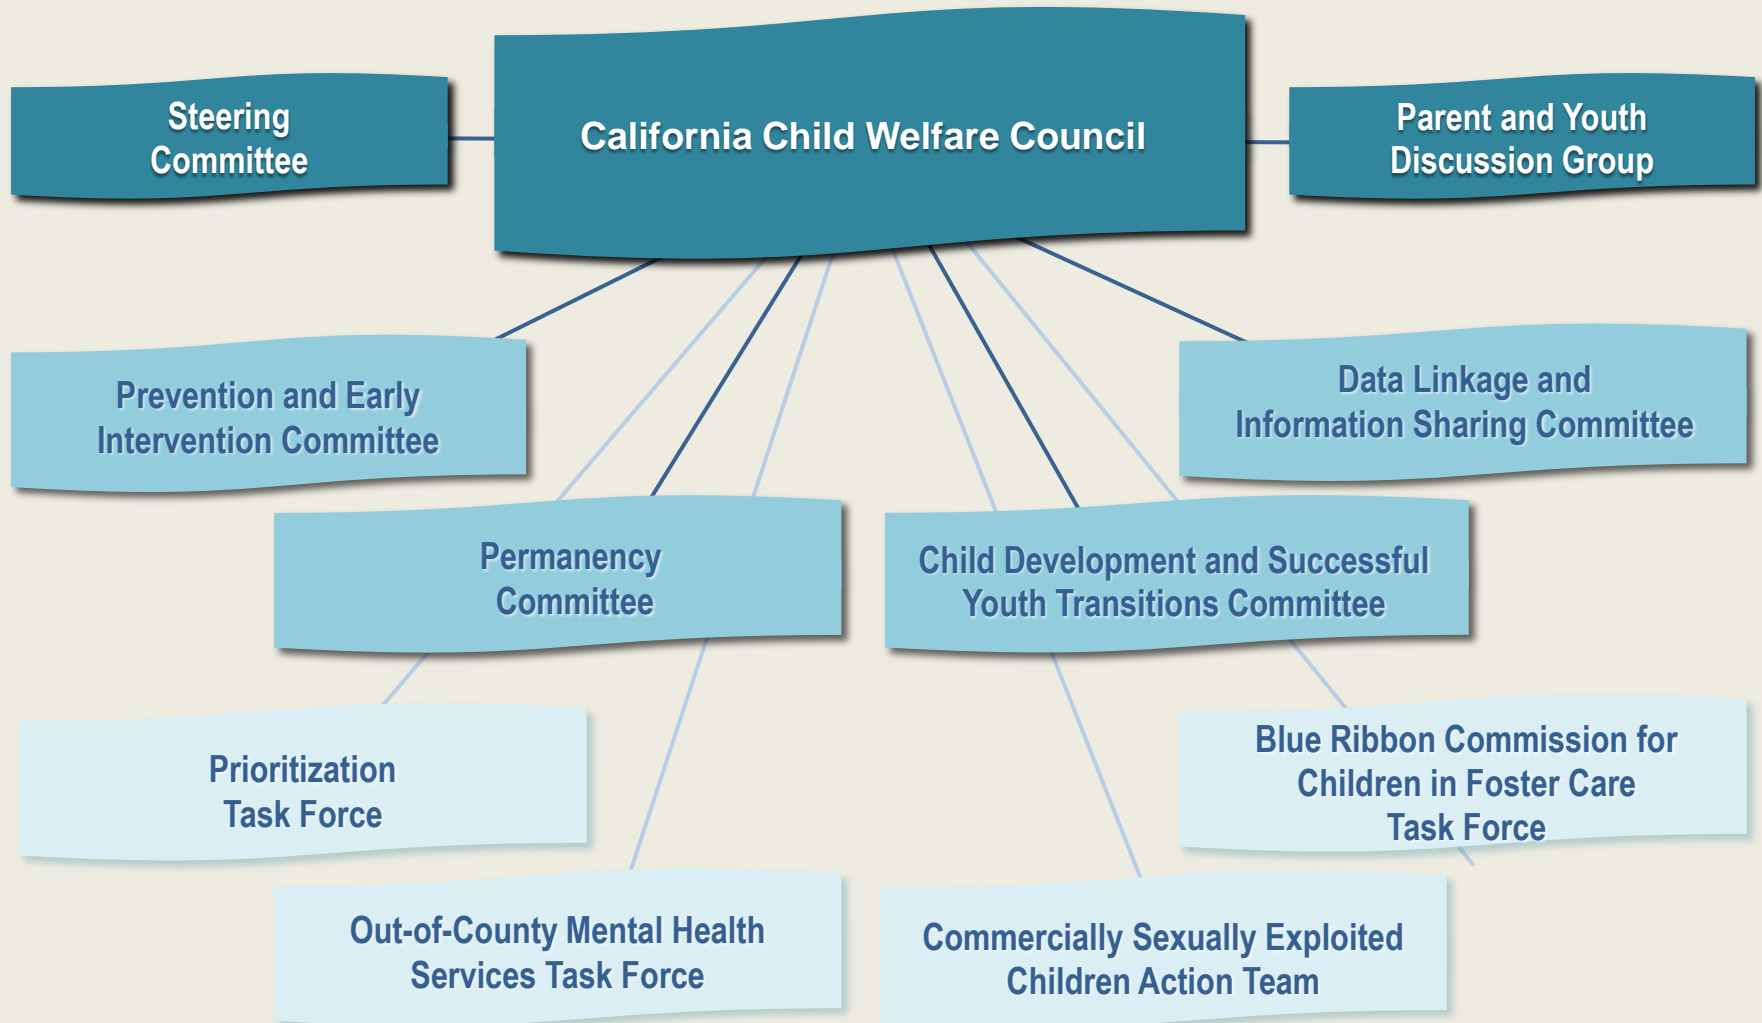 Steering
Committee
California Child Welfare Council
Parent and Youth
Discussion Group
Prevention and Early
Intervention Committee
Data Linkage and
Information Sharing Committee
Permanency
Committee
Child Development and Successful
Youth Transitions Committee
Prioritization
Task Force
Blue Ribbon Commission for
Children in Foster Care
Task Force
Out-of-County Mental Health
Services Task Force
Commercially Sexually Exploited
Children Action Team